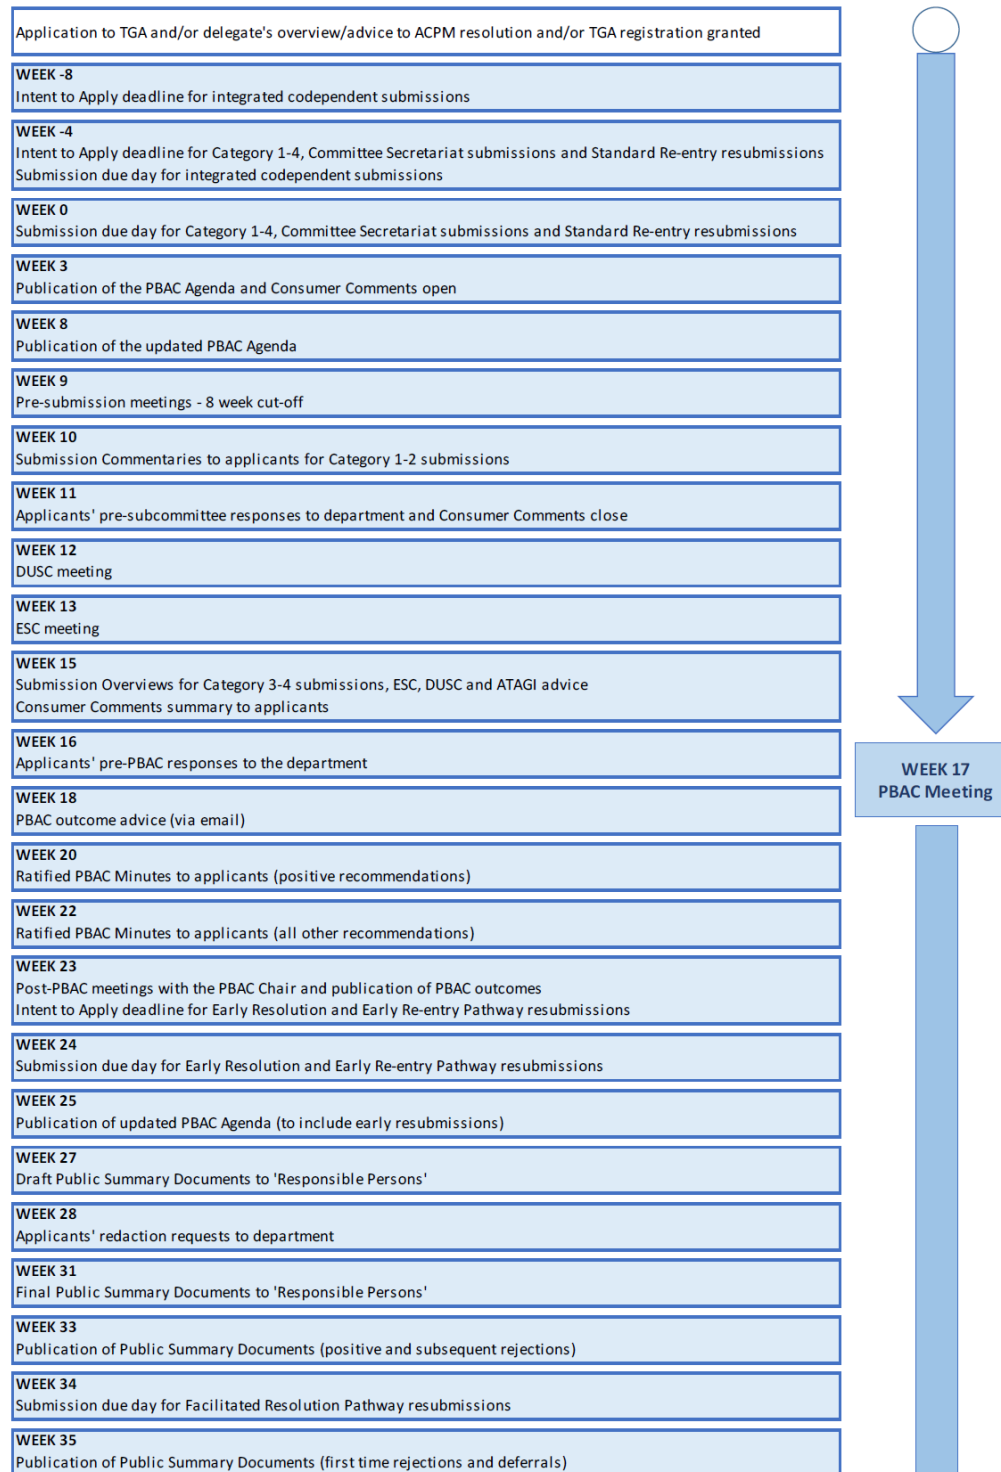 Application to TGA and/or delegate's overview/advice to ACPM resolution and/or TGA registration granted
WEEK -8
Intent to Apply deadline for integrated codependent submissions
WEEK -4
Intent to Apply deadline for Category 1-4, Committee Secretariat submissions and Standard Re-entry resubmissions
Submission due day for integrated codependent submissions
WEEK 0
Submission due day for Category 1-4, Committee Secretariat submissions and Standard Re-entry resubmissions
WEEK 3
Publication of the PBAC Agenda and Consumer Comments open
WEEK 8
Publication of the updated PBAC Agenda
WEEK 9
Pre-submission meetings - 8 week cut-off
WEEK 10
Submission Commentaries to applicants for Category 1-2 submissions
WEEK 11
Applicants' pre-subcommittee responses to department and Consumer Comments close
WEEK 12
DUSC meeting
WEEK 13
ESC meeting
WEEK 15
Submission Overviews for Category 3-4 submissions, ESC, DUSC and ATAGI advice
Consumer Comments summary to applicants
WEEK 16
Applicants' pre-PBAC responses to the department
WEEK 17
PBAC Meeting
WEEK 18
PBAC outcome advice (via email)
WEEK 20
Ratified PBAC Minutes to applicants (positive recommendations)
WEEK 22
Ratified PBAC Minutes to applicants (all other recommendations)
WEEK 23
Post-PBAC meetings with the PBAC Chair and publication of PBAC outcomes
Intent to Apply deadline for Early Resolution and Early Re-entry Pathway resubmissions
WEEK 24
Submission due day for Early Resolution and Early Re-entry Pathway resubmissions
WEEK 25
Publication of updated PBAC Agenda (to include early resubmissions)
WEEK 27
Draft Public Summary Documents to 'Responsible Persons'
WEEK 28
Applicants' redaction requests to department
WEEK 31
Final Public Summary Documents to 'Responsible Persons'
WEEK 33
Publication of Public Summary Documents (positive and subsequent rejections)
WEEK 34
Submission due day for Facilitated Resolution Pathway resubmissions
WEEK 35
Publication of Public Summary Documents (first time rejections and deferrals)